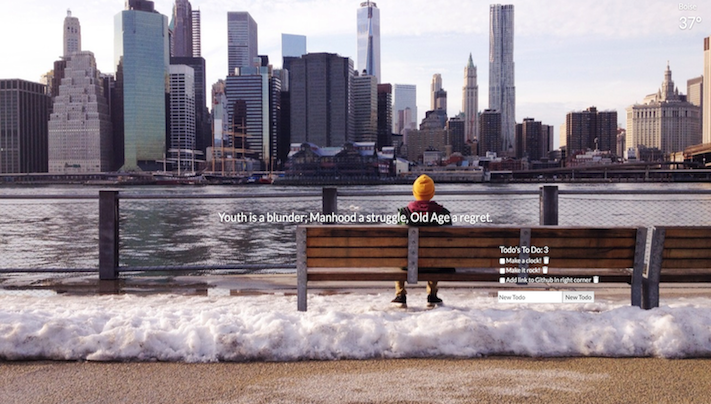 Boise
37°
Youth is a blunder; Manhood a struggle, Old Age a regret.
Todo's To Do: 3
Make a clock!
Make it rock!
Add link to Github in right corner
New Todo New Todo